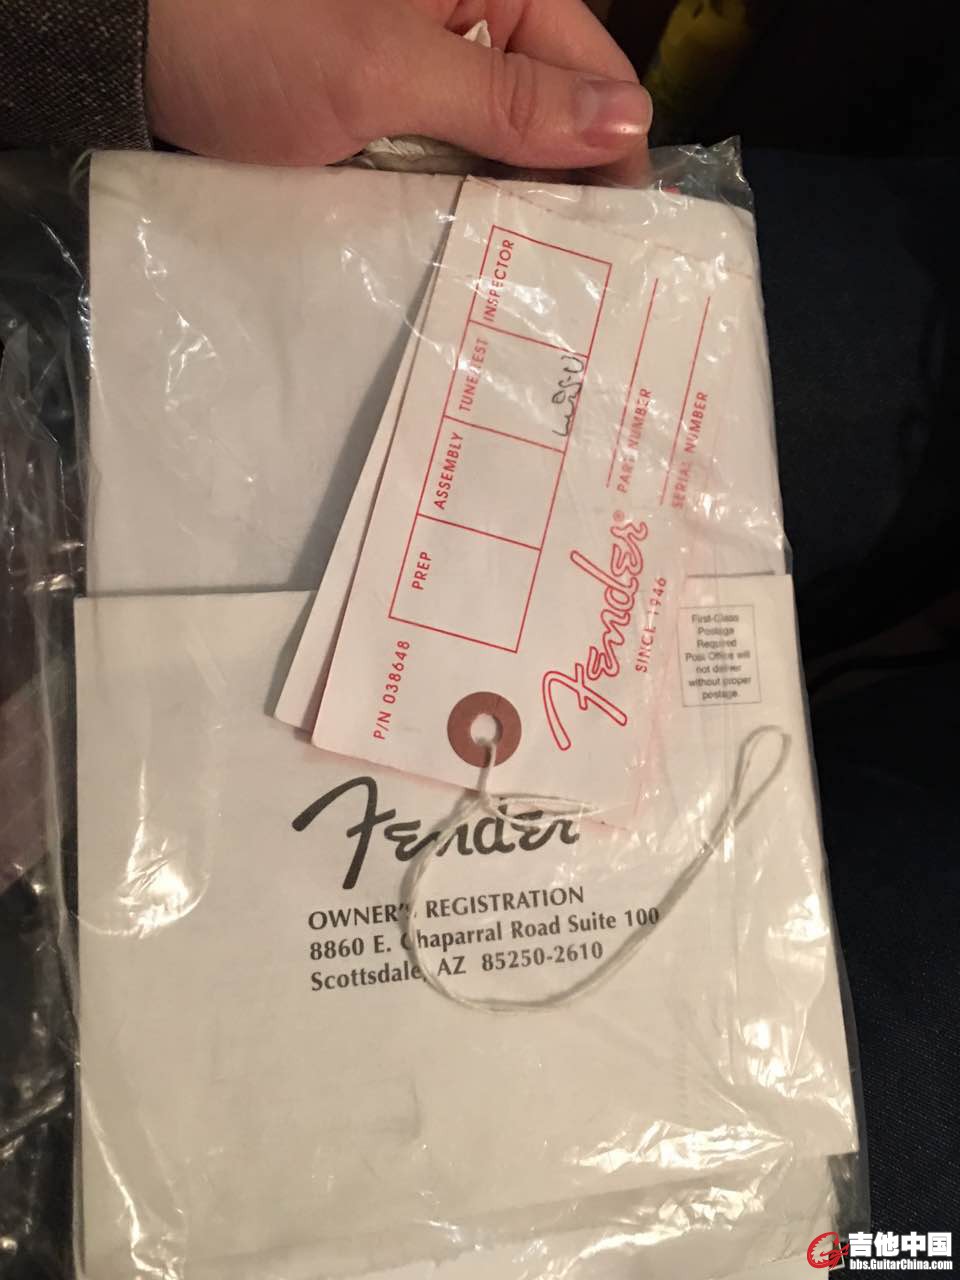 INSPECTOR
TUNE/TEST
ASSEMBLY
PREP
P/N 038648
PART NUMBER
SERIAL NUMBER
Fender®
SINCE 1946
First-Class
Postage
Required
Post Office will
not deliver
without proper
postage.
Fender
OWNER'S REGISTRATION
8860 E. Chaparral Road Suite 100
Scottsdale, AZ 85250-2610
吉他中国
bbs.GuitarChina.com